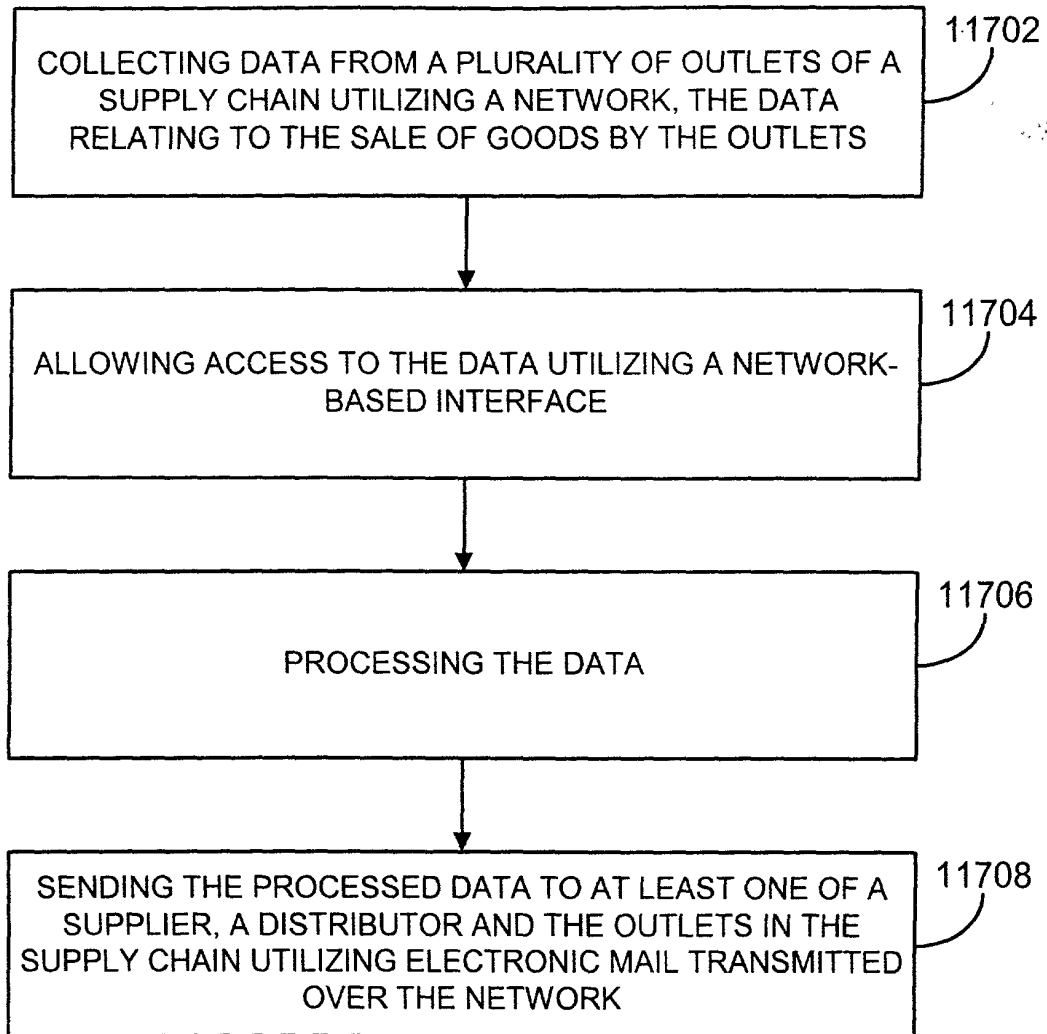 11702
COLLECTING DATA FROM A PLURALITY OF OUTLETS OF A
SUPPLY CHAIN UTILIZING A NETWORK, THE DATA
RELATING TO THE SALE OF GOODS BY THE OUTLETS
11704
ALLOWING ACCESS TO THE DATA UTILIZING A NETWORK-
BASED INTERFACE
11706
PROCESSING THE DATA
11708
SENDING THE PROCESSED DATA TO AT LEAST ONE OF A
SUPPLIER, A DISTRIBUTOR AND THE OUTLETS IN THE
SUPPLY CHAIN UTILIZING ELECTRONIC MAIL TRANSMITTED
OVER THE NETWORK